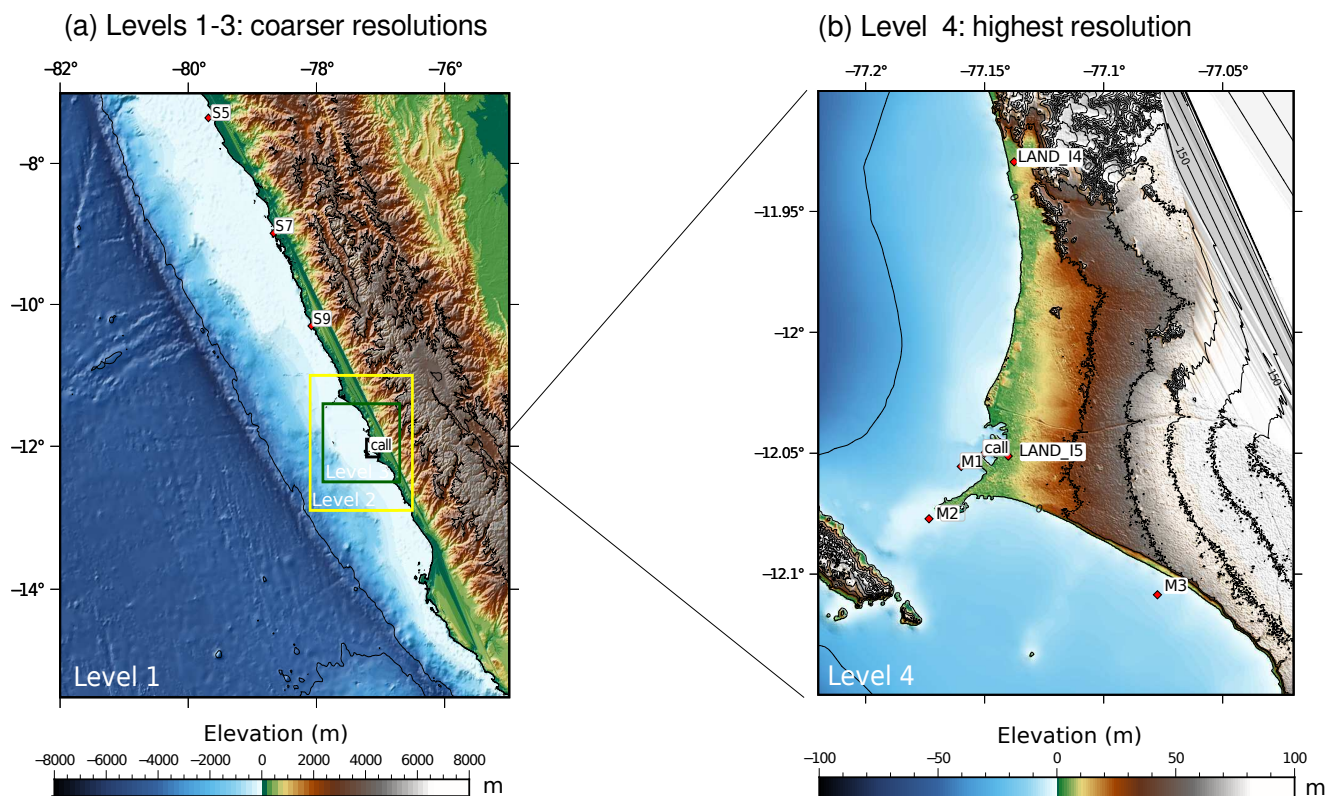 (a) Levels 1-3: coarser resolutions
(b) Level 4: highest resolution
−82° −80° −78° −76°
−77.2° −77.15° −77.1° −77.05°
S5
−8°
S7
−10°
S9
−12°
call
Level
Level 2
−14°
Level 1
LAND_I4
150
0
−11.95°
−12°
150
−12.05°
call
LAND_I5
M1
M2
0
−12.1°
M3
Level 4
Elevation (m)
−8000 −6000 −4000 −2000 0 2000 4000 6000 8000
m
Elevation (m)
−100 −50 0 50 100
m